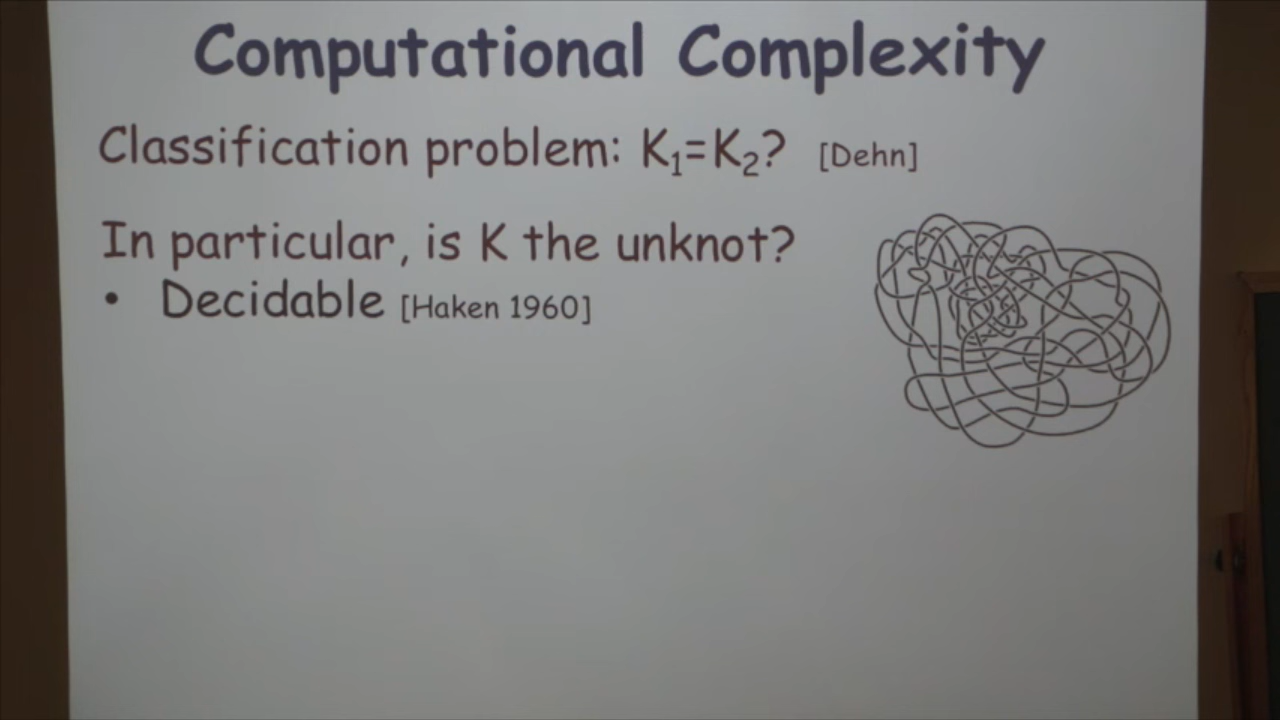 Computational Complexity
Classification problem: K₁=K₂? [Dehn]
In particular, is K the unknot?
• Decidable [Haken 1960]